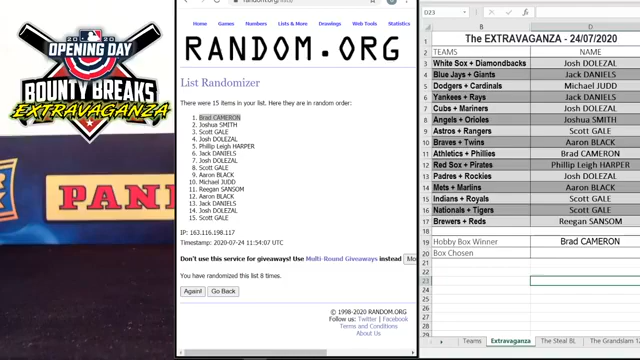 2020
OPENING DAY
BOUNTY BREAKS
EXTRAVAGANZA
PANINI
Home Games Numbers Lists & More Drawings Web Tools Statistics
RANDOM.ORG
List Randomizer
There were 15 items in your list. Here they are in random order:
1. Brad CAMERON
2. Joshua SMITH
3. Scott GALE
4. Josh DOLEZAL
5. Phillip Leigh HARPER
6. Jack DANIELS
7. Josh DOLEZAL
8. Scott GALE
9. Aaron BLACK
10. Michael JUDD
11. Reegan SANSOM
12. Aaron BLACK
13. Jack DANIELS
14. Josh DOLEZAL
15. Scott GALE
IP: 163.116.198.117
Timestamp: 2020-07-24 11:54:07 UTC
Don't use this service for giveaways! Use Multi-Round Giveaways instead Mo
You have randomized this list 8 times.
Again! Go Back
© 1998-2020 RANDOM.ORG
Follow us: Twitter | Facebook
Terms and Conditions
About Us
D23
B D
1 The EXTRAVAGANZA - 24/07/2020
2 TEAMS NAME
3 White Sox + Diamondbacks Josh DOLEZAL
4 Blue Jays + Giants Jack DANIELS
5 Dodgers + Cardinals Michael JUDD
6 Yankees + Rays Jack DANIELS
7 Cubs + Mariners Josh DOLEZAL
8 Angels + Orioles Joshua SMITH
9 Astros + Rangers Scott GALE
10 Braves + Twins Aaron BLACK
11 Athletics + Phillies Brad CAMERON
12 Red Sox + Pirates Phillip Leigh HARPER
13 Padres + Rockies Josh DOLEZAL
14 Mets + Marlins Aaron BLACK
15 Indians + Royals Scott GALE
16 Nationals + Tigers Scott GALE
17 Brewers + Reds Reegan SANSOM
19 Hobby Box Winner Brad CAMERON
20 Box Chosen
23
Teams Extravaganza The Steal BL The Grandslam